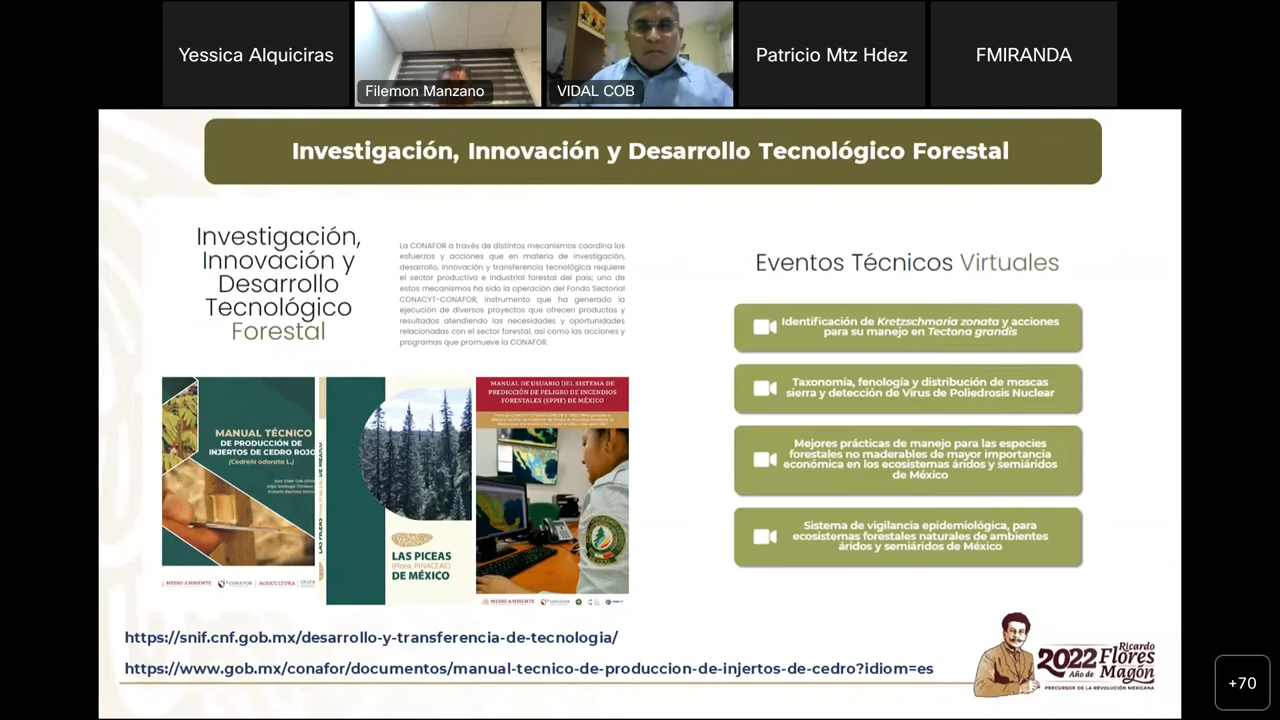 Yessica Alquiciras
Filemon Manzano
VIDAL COB
Patricio Mtz Hdez
FMIRANDA
Investigación, Innovación y Desarrollo Tecnológico Forestal
Investigación,
Innovación y
Desarrollo
Tecnológico
Forestal
La CONAFOR a través de distintos mecanismos coordina los
esfuerzos y acciones que en materia de investigación,
desarrollo, innovación y transferencia tecnológica requiere
el sector productivo e industrial forestal del país; uno de
estos mecanismos ha sido la operación del Fondo Sectorial
CONACYT-CONAFOR, instrumento que ha generado la
ejecución de diversos proyectos que ofrecen productos y
resultados atendiendo las necesidades y oportunidades
relacionadas con el sector forestal, así como las acciones y
programas que promueve la CONAFOR.
Eventos Técnicos Virtuales
Identificación de Kretzschmaria zonata y acciones
para su manejo en Tectona grandis
Taxonomía, fenología y distribución de moscas
sierra y detección de Virus de Poliedrosis Nuclear
Mejores prácticas de manejo para las especies
forestales no maderables de mayor importancia
económica en los ecosistemas áridos y semiáridos
de México
Sistema de vigilancia epidemiológica, para
ecosistemas forestales naturales de ambientes
áridos y semiáridos de México
MANUAL TÉCNICO
DE PRODUCCIÓN DE
INJERTOS DE CEDRO ROJO
(Cedrela odorata L.)
MEDIO AMBIENTE
CONAFOR
AGRICULTURA
LAS PICEAS
(Picea, PINACEAE)
DE MÉXICO
MANUAL DE USUARIO DEL SISTEMA DE
PREDICCIÓN DE PELIGRO DE INCENDIOS
FORESTALES (SPPIF) DE MÉXICO
MEDIO AMBIENTE
CONAFOR
https://snif.cnf.gob.mx/desarrollo-y-transferencia-de-tecnologia/
https://www.gob.mx/conafor/documentos/manual-tecnico-de-produccion-de-injertos-de-cedro?idiom=es
2022 Ricardo
Flores
Año de Magón
PRECURSOR DE LA REVOLUCIÓN MEXICANA
+70